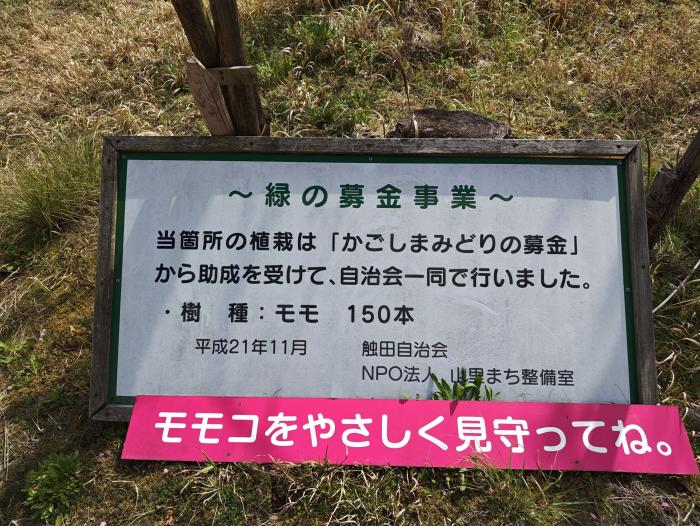 ～緑の募金事業～
当箇所の植栽は「かごしまみどりの募金」
から助成を受けて、自治会一同で行いました。
・樹　種：モモ　150本
平成21年11月　触田自治会
NPO法人　山里まち整備室
モモコをやさしく見守ってね。